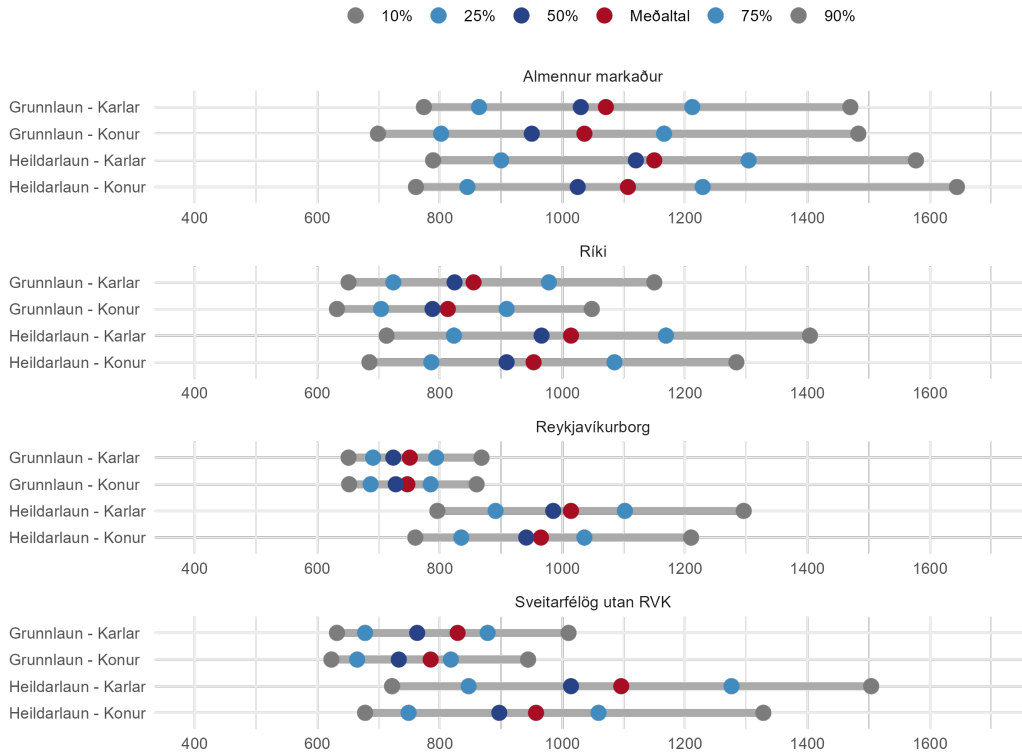 10% 25% 50% Meðaltal 75% 90%
Almennur markaður
Grunnlaun - Karlar
Grunnlaun - Konur
Heildarlaun - Karlar
Heildarlaun - Konur
400 600 800 1000 1200 1400 1600
Ríki
Grunnlaun - Karlar
Grunnlaun - Konur
Heildarlaun - Karlar
Heildarlaun - Konur
400 600 800 1000 1200 1400 1600
Reykjavíkurborg
Grunnlaun - Karlar
Grunnlaun - Konur
Heildarlaun - Karlar
Heildarlaun - Konur
400 600 800 1000 1200 1400 1600
Sveitarfélög utan RVK
Grunnlaun - Karlar
Grunnlaun - Konur
Heildarlaun - Karlar
Heildarlaun - Konur
400 600 800 1000 1200 1400 1600